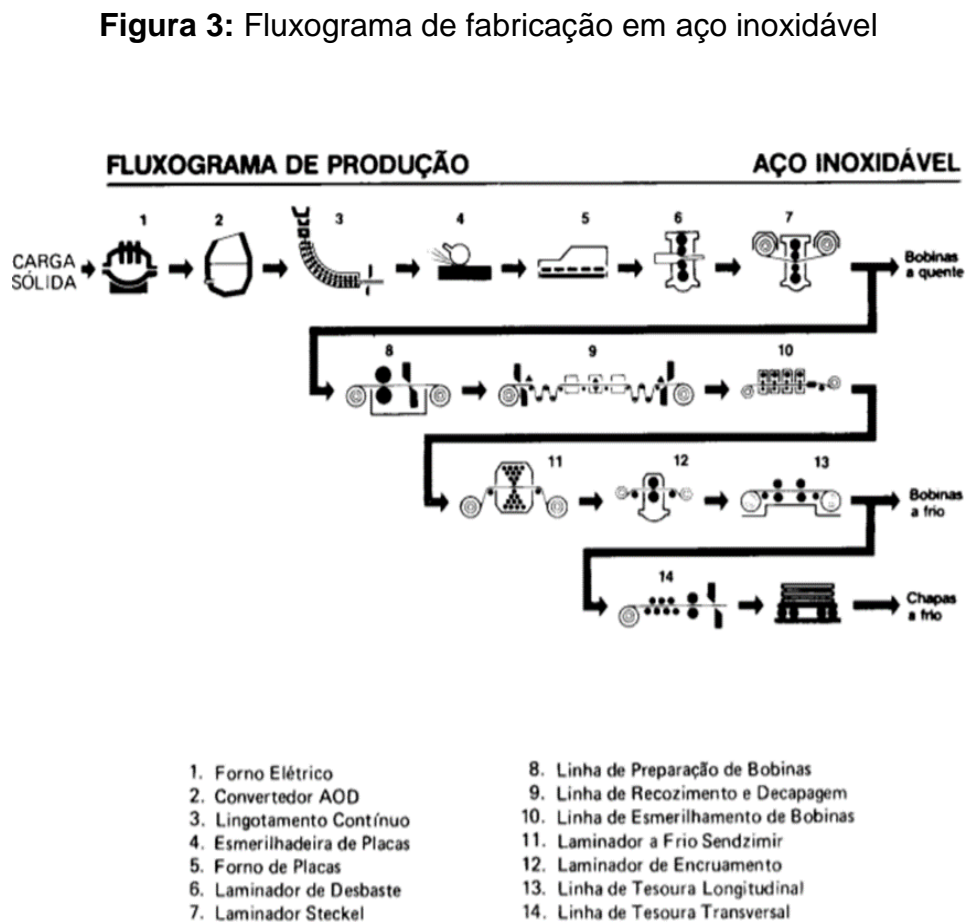 Figura 3: Fluxograma de fabricação em aço inoxidável
FLUXOGRAMA DE PRODUÇÃO AÇO INOXIDÁVEL
1 2 3 4 5 6 7
CARGA SÓLIDA
Bobinas a quente
8 9 10
11 12 13
Bobinas a frio
14
Chapas a frio
1. Forno Elétrico
2. Convertedor AOD
3. Lingotamento Contínuo
4. Esmerilhadeira de Placas
5. Forno de Placas
6. Laminador de Desbaste
7. Laminador Steckel
8. Linha de Preparação de Bobinas
9. Linha de Recozimento e Decapagem
10. Linha de Esmerilhamento de Bobinas
11. Laminador a Frio Sendzimir
12. Laminador de Encruamento
13. Linha de Tesoura Longitudinal
14. Linha de Tesoura Transversal